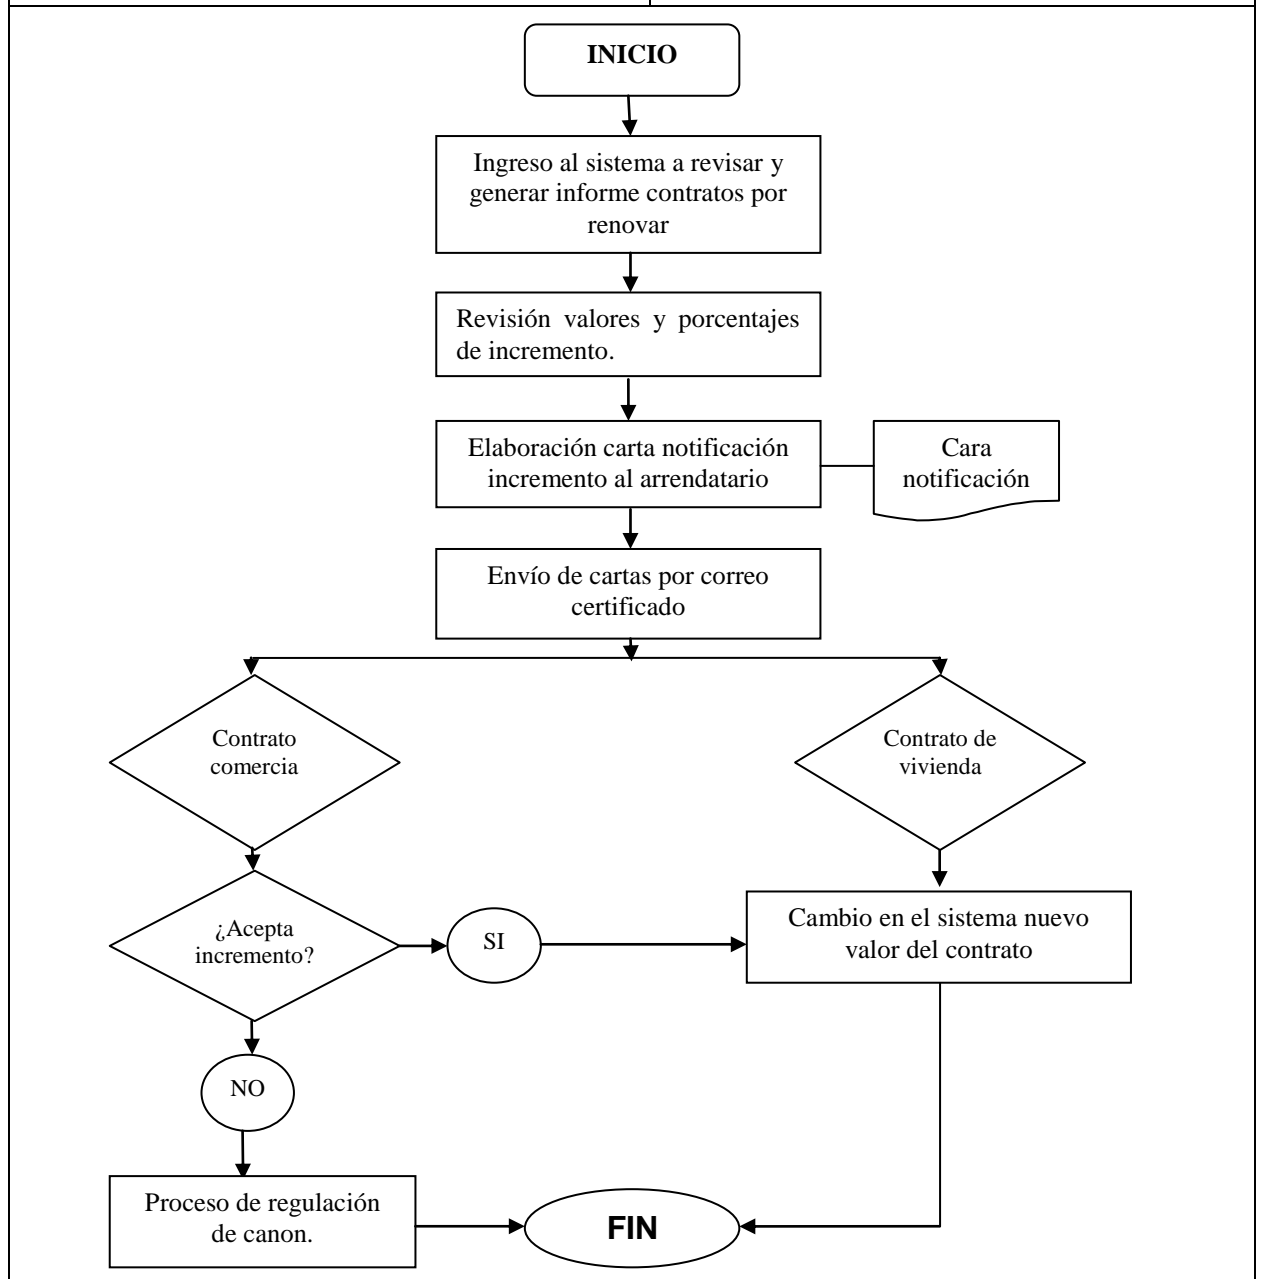 INICIO
Ingreso al sistema a revisar y
generar informe contratos por
renovar
Revisión valores y porcentajes
de incremento.
Elaboración carta notificación
incremento al arrendatario
Cara
notificación
Envío de cartas por correo
certificado
Contrato
comercia
Contrato de
vivienda
¿Acepta
incremento?
SI
Cambio en el sistema nuevo
valor del contrato
NO
Proceso de regulación
de canon.
FIN